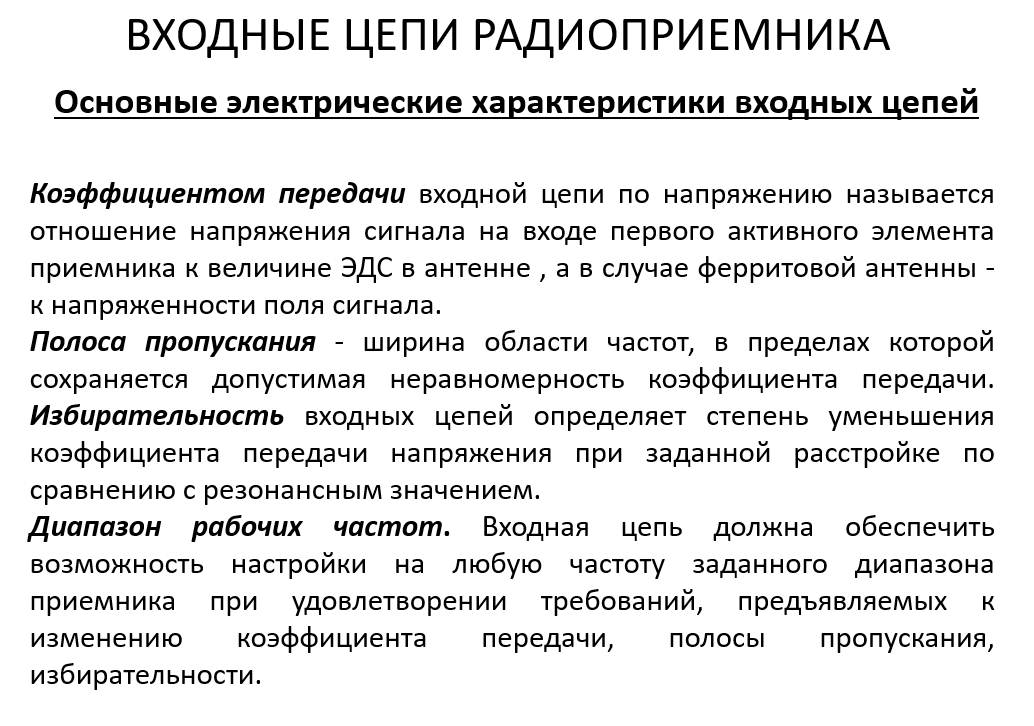 ВХОДНЫЕ ЦЕПИ РАДИОПРИЕМНИКА
Основные электрические характеристики входных цепей
Коэффициентом передачи входной цепи по напряжению называется
отношение напряжения сигнала на входе первого активного элемента
приемника к величине ЭДС в антенне , а в случае ферритовой антенны -
к напряженности поля сигнала.
Полоса пропускания - ширина области частот, в пределах которой
сохраняется допустимая неравномерность коэффициента передачи.
Избирательность входных цепей определяет степень уменьшения
коэффициента передачи напряжения при заданной расстройке по
сравнению с резонансным значением.
Диапазон рабочих частот. Входная цепь должна обеспечить
возможность настройки на любую частоту заданного диапазона
приемника при удовлетворении требований, предъявляемых к
изменению коэффициента передачи, полосы пропускания,
избирательности.